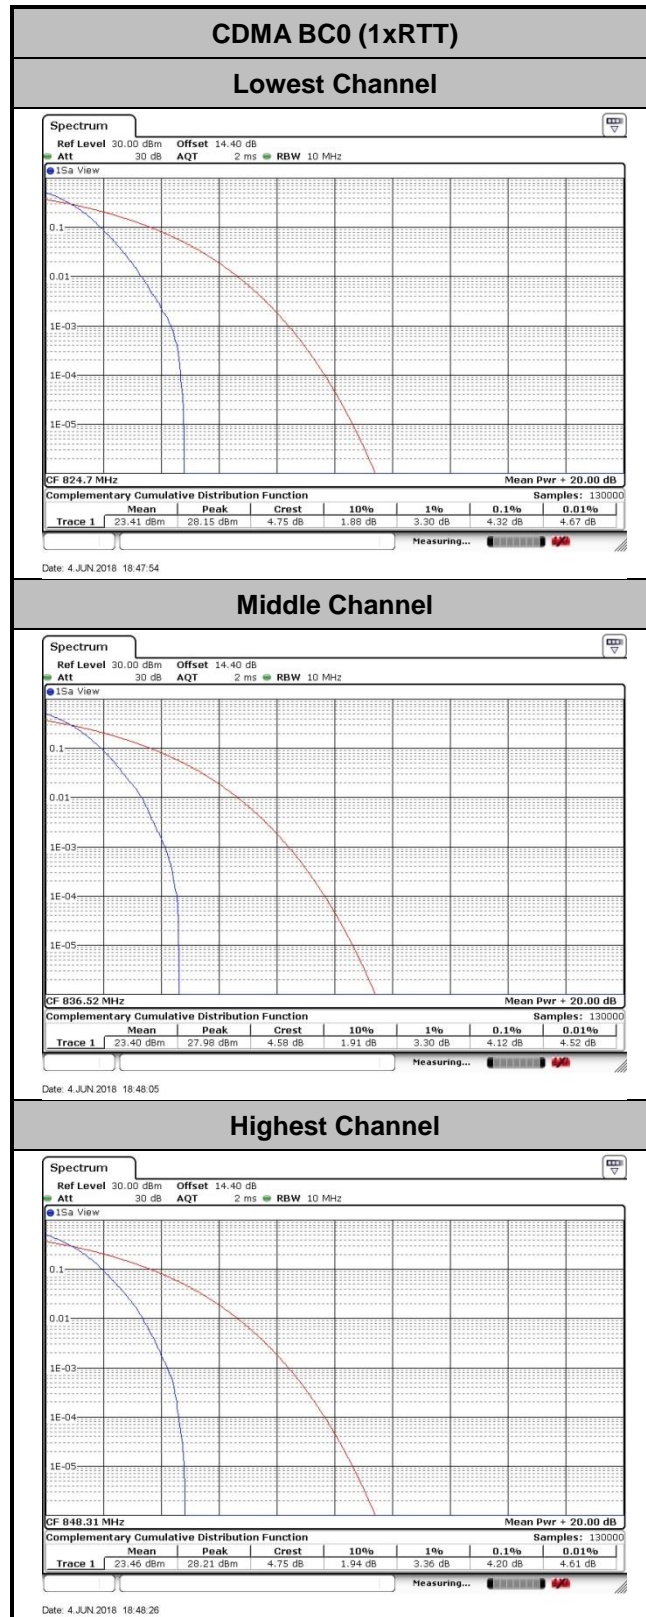 CDMA BC0 (1xRTT)
Lowest Channel
Spectrum
Ref Level 30.00 dBm Offset 14.40 dB
Att 30 dB AQT 2 ms RBW 10 MHz
1Sa View
0.1
0.01
1E-03
1E-04
1E-05
CF 824.7 MHz Mean Pwr + 20.00 dB
Complementary Cumulative Distribution Function Samples: 130000
Mean Peak Crest 10% 1% 0.1% 0.01%
Trace 1 23.41 dBm 28.15 dBm 4.75 dB 1.88 dB 3.30 dB 4.32 dB 4.67 dB
Measuring...
Date: 4.JUN.2018 18:47:54
Middle Channel
Spectrum
Ref Level 30.00 dBm Offset 14.40 dB
Att 30 dB AQT 2 ms RBW 10 MHz
1Sa View
0.1
0.01
1E-03
1E-04
1E-05
CF 836.52 MHz Mean Pwr + 20.00 dB
Complementary Cumulative Distribution Function Samples: 130000
Mean Peak Crest 10% 1% 0.1% 0.01%
Trace 1 23.40 dBm 27.98 dBm 4.58 dB 1.91 dB 3.30 dB 4.12 dB 4.52 dB
Measuring...
Date: 4.JUN.2018 18:48:05
Highest Channel
Spectrum
Ref Level 30.00 dBm Offset 14.40 dB
Att 30 dB AQT 2 ms RBW 10 MHz
1Sa View
0.1
0.01
1E-03
1E-04
1E-05
CF 848.31 MHz Mean Pwr + 20.00 dB
Complementary Cumulative Distribution Function Samples: 130000
Mean Peak Crest 10% 1% 0.1% 0.01%
Trace 1 23.46 dBm 28.21 dBm 4.75 dB 1.94 dB 3.36 dB 4.20 dB 4.61 dB
Measuring...
Date: 4.JUN.2018 18:48:26